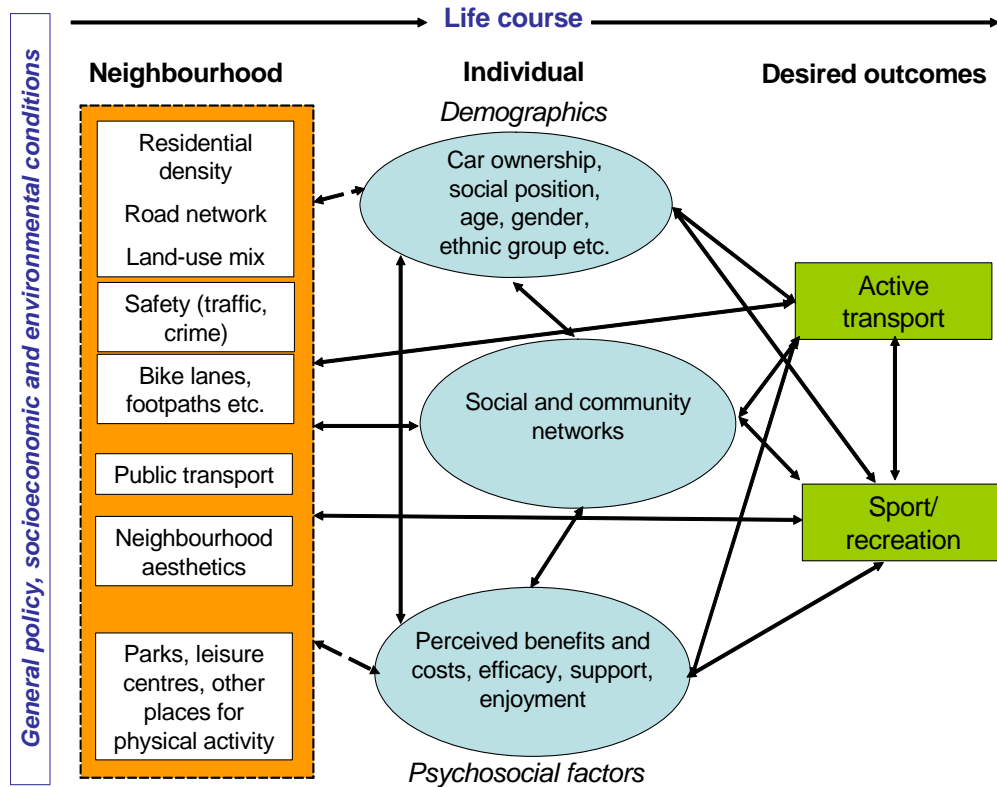 Life course
General policy, socioeconomic and environmental conditions
Neighbourhood
Residential
density
Road network
Land-use mix
Safety (traffic,
crime)
Bike lanes,
footpaths etc.
Public transport
Neighbourhood
aesthetics
Parks, leisure
centres, other
places for
physical activity
Individual
Demographics
Car ownership,
social position,
age, gender,
ethnic group etc.
Social and community
networks
Perceived benefits and
costs, efficacy, support,
enjoyment
Psychosocial factors
Desired outcomes
Active
transport
Sport/
recreation